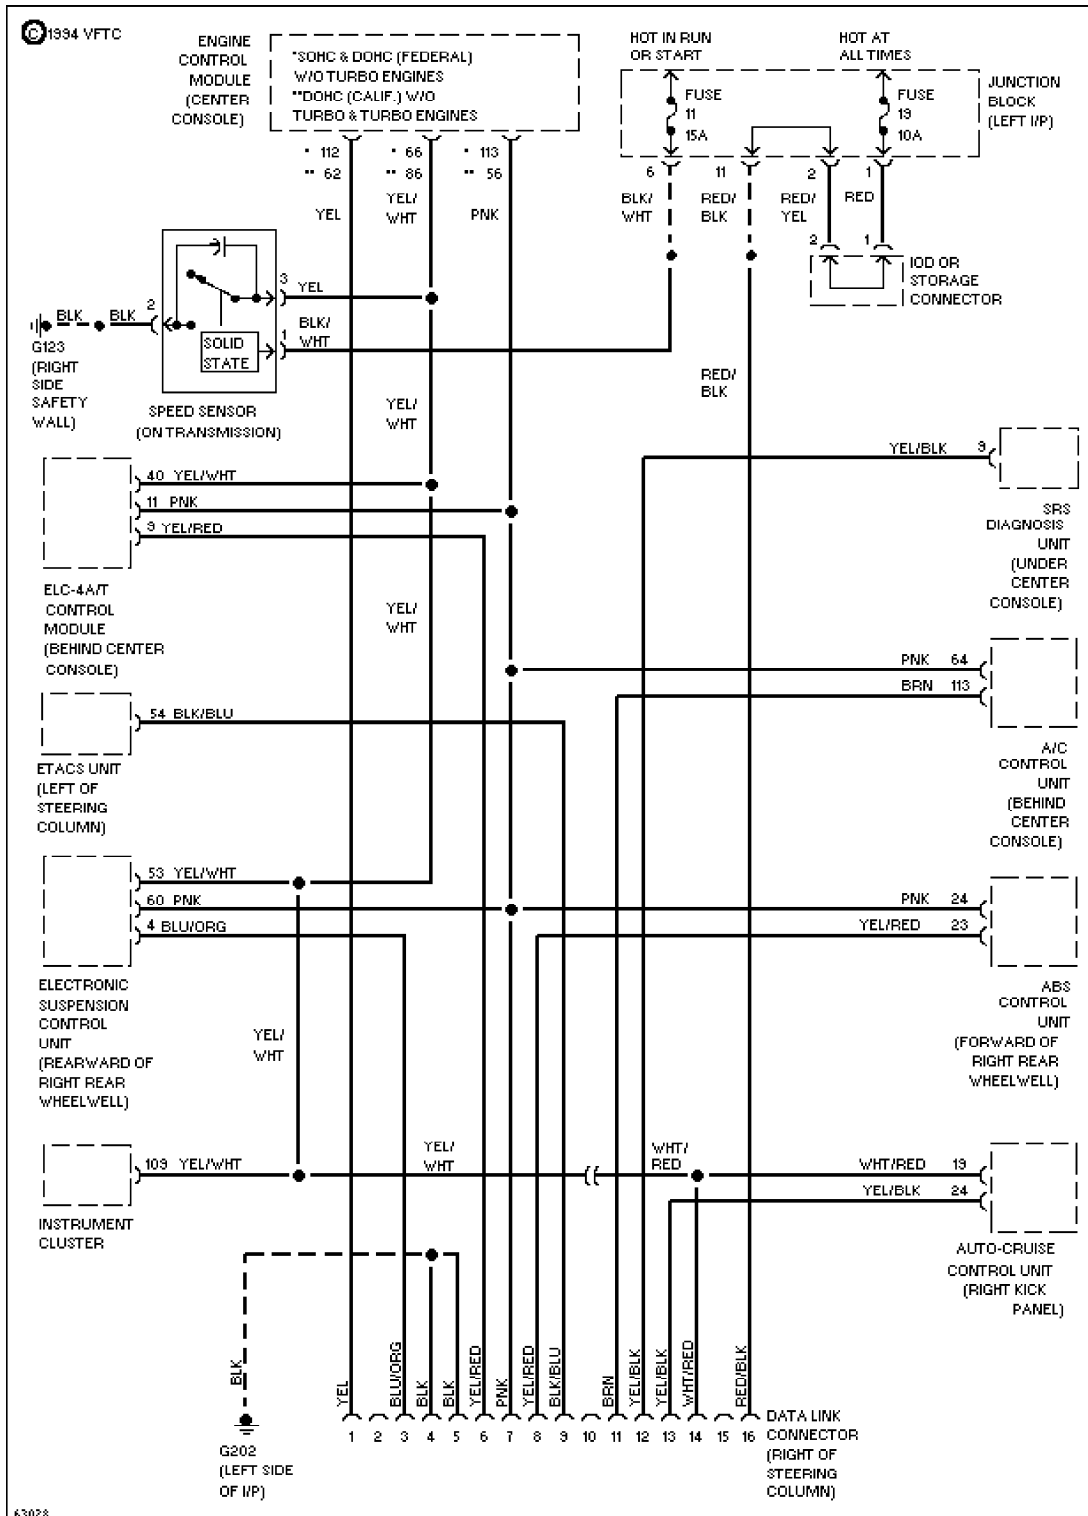 © 1994 VFTC
ENGINE
CONTROL
MODULE
(CENTER
CONSOLE)
*SOHC & DOHC (FEDERAL)
W/O TURBO ENGINES
**DOHC (CALIF.) W/O
TURBO & TURBO ENGINES
HOT IN RUN
OR START
HOT AT
ALL TIMES
FUSE
11
15A
FUSE
19
10A
JUNCTION
BLOCK
(LEFT I/P)
* 112
** 62
* 66
** 86
* 113
** 56
YEL
YEL/
WHT
PNK
6
11
2
1
BLK/
WHT
RED/
BLK
RED/
YEL
RED
2
1
IOD OR
STORAGE
CONNECTOR
3
YEL
2
BLK
BLK
BLK/
WHT
1
SOLID
STATE
G123
(RIGHT
SIDE
SAFETY
WALL)
SPEED SENSOR
(ON TRANSMISSION)
RED/
BLK
YEL/
WHT
YEL/BLK
9
SRS
DIAGNOSIS
UNIT
(UNDER
CENTER
CONSOLE)
40 YEL/WHT
11 PNK
9 YEL/RED
ELC-4A/T
CONTROL
MODULE
(BEHIND CENTER
CONSOLE)
YEL/
WHT
PNK 64
BRN 113
A/C
CONTROL
UNIT
(BEHIND
CENTER
CONSOLE)
54 BLK/BLU
ETACS UNIT
(LEFT OF
STEERING
COLUMN)
53 YEL/WHT
60 PNK
4 BLU/ORG
ELECTRONIC
SUSPENSION
CONTROL
UNIT
(REARWARD OF
RIGHT REAR
WHEELWELL)
PNK 24
YEL/RED 23
ABS
CONTROL
UNIT
(FORWARD OF
RIGHT REAR
WHEELWELL)
YEL/
WHT
109 YEL/WHT
INSTRUMENT
CLUSTER
YEL/
WHT
WHT/
RED
WHT/RED 19
YEL/BLK 24
AUTO-CRUISE
CONTROL UNIT
(RIGHT KICK
PANEL)
BLK
G202
(LEFT SIDE
OF I/P)
YEL
BLU/ORG
BLK
BLK
YEL/RED
PNK
YEL/RED
BLK/BLU
BRN
YEL/BLK
YEL/BLK
WHT/RED
RED/BLK
1 2 3 4 5 6 7 8 9 10 11 12 13 14 15 16
DATA LINK
CONNECTOR
(RIGHT OF
STEERING
COLUMN)
63028